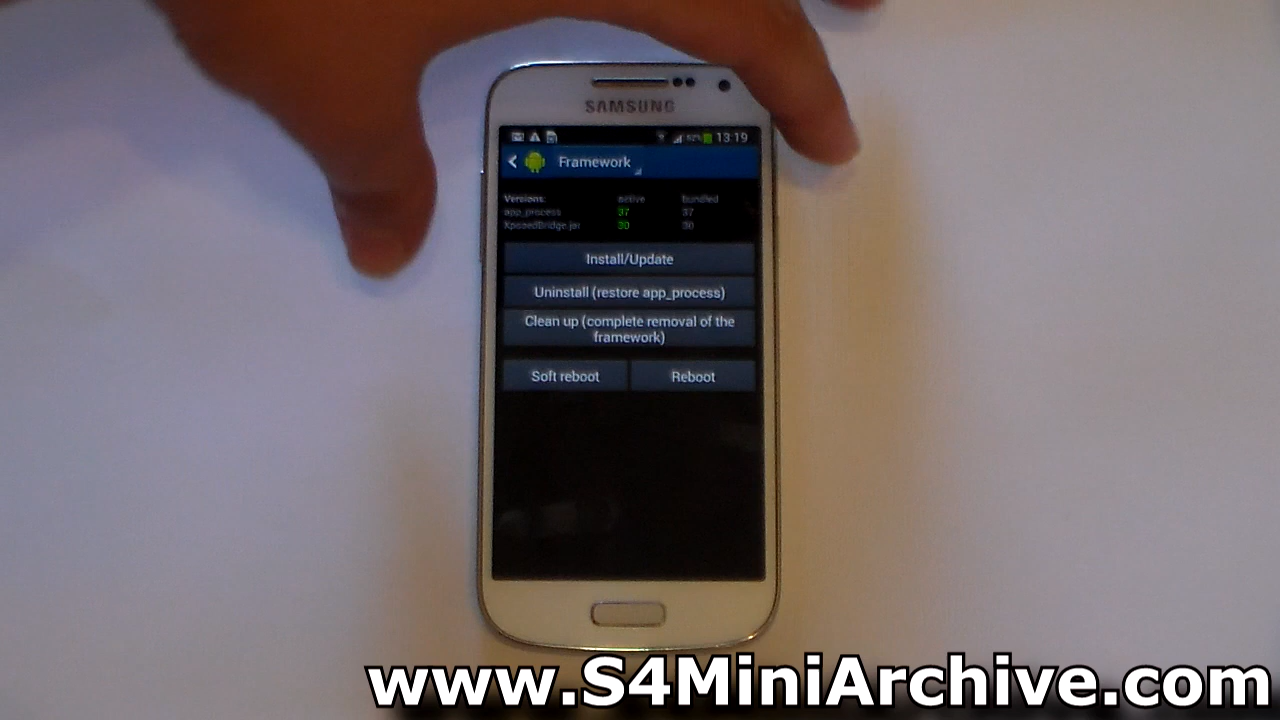 SAMSUNG
13:19
Framework
Versions: active bundled
app_process 37 37
XposedBridge.jar 30 30
Install/Update
Uninstall (restore app_process)
Clean up (complete removal of the
framework)
Soft reboot Reboot
www.S4MiniArchive.com